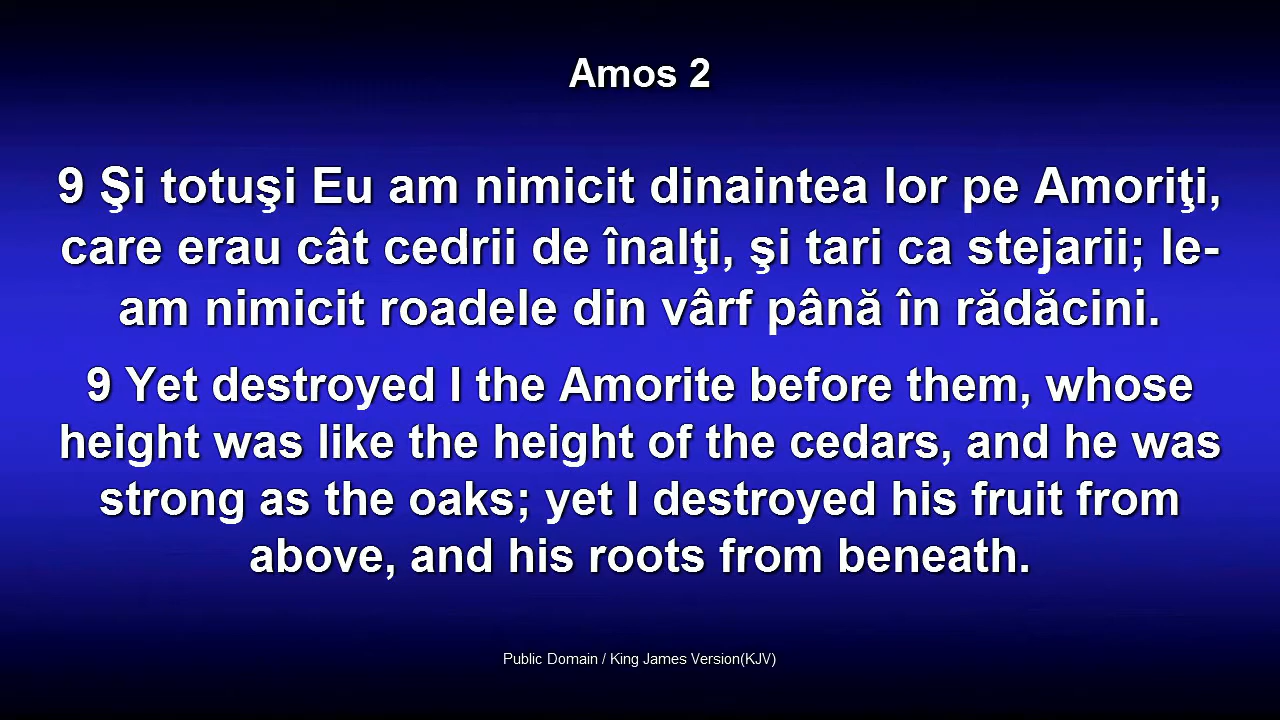 Amos 2
9 Şi totuşi Eu am nimicit dinaintea lor pe Amoriţi,
care erau cât cedrii de înalţi, şi tari ca stejarii; le-
am nimicit roadele din vârf până în rădăcini.
9 Yet destroyed I the Amorite before them, whose
height was like the height of the cedars, and he was
strong as the oaks; yet I destroyed his fruit from
above, and his roots from beneath.
Public Domain / King James Version(KJV)